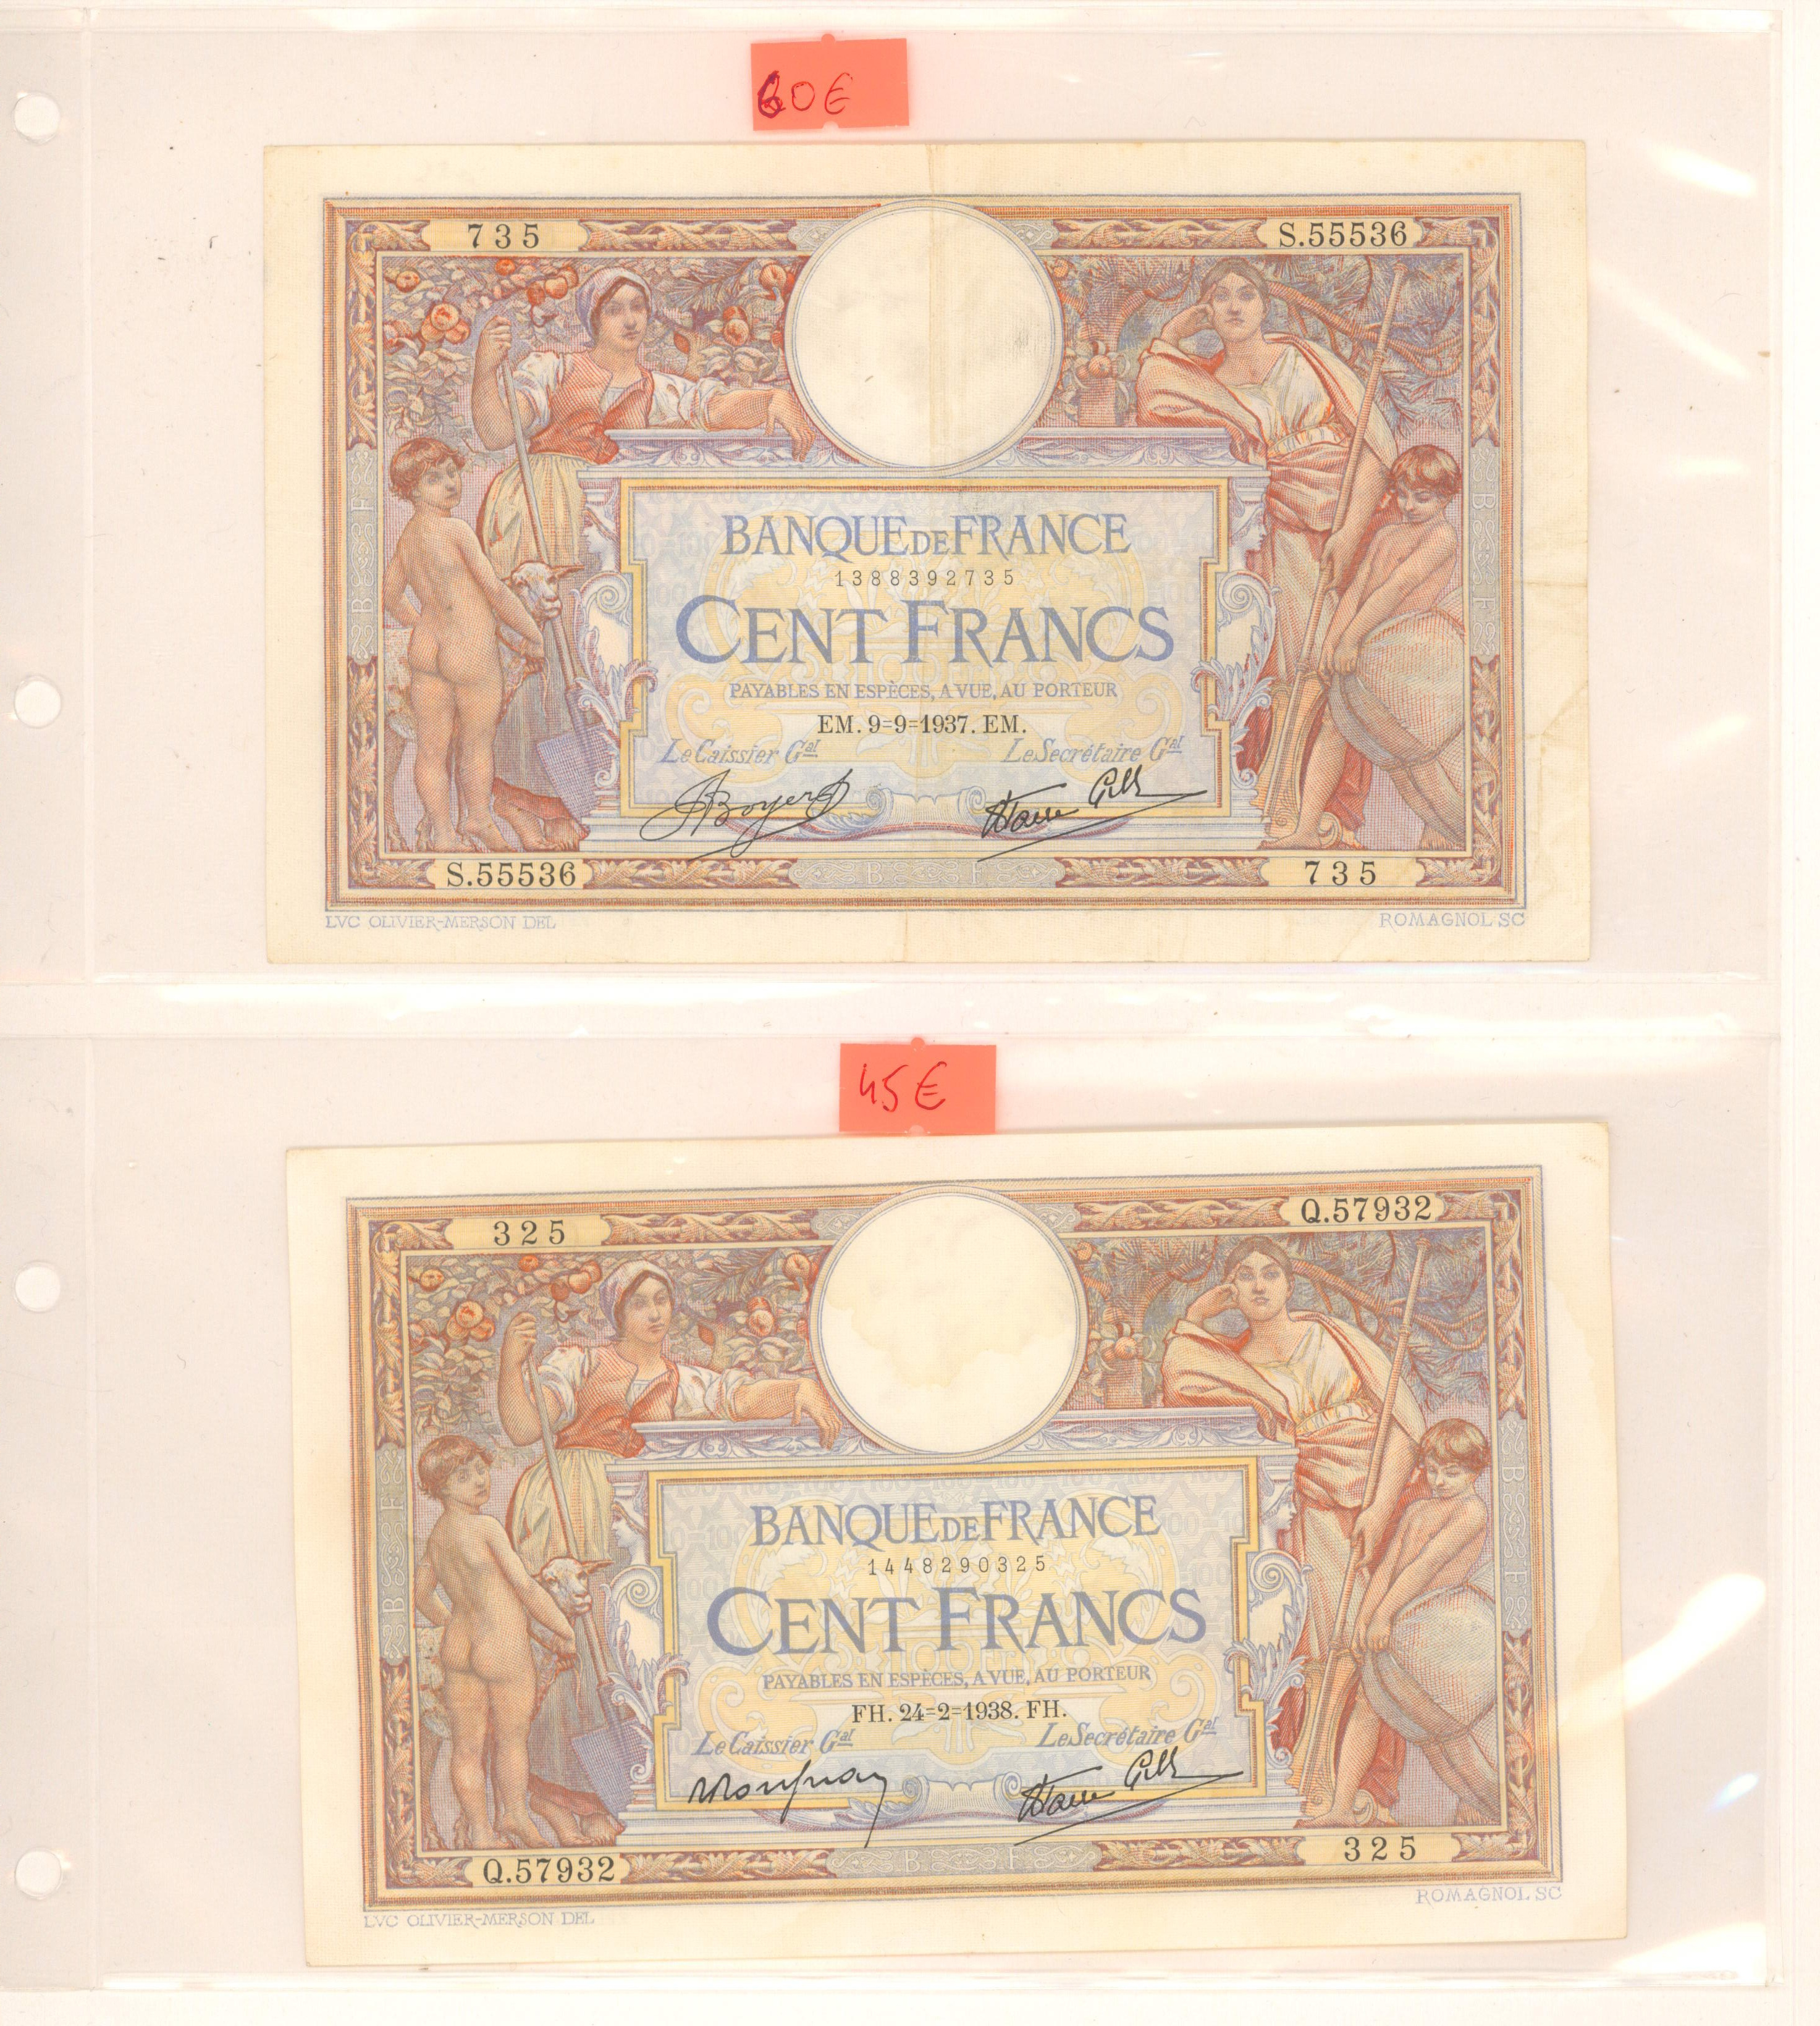 60€
735
S.55536
BANQUE DE FRANCE
1388392735
CENT FRANCS
PAYABLES EN ESPÈCES, A VUE, AU PORTEUR
EM. 9=9=1937. EM.
Le Caissier Gal
Le Secrétaire Gal
JBoyer
S.55536
B F
735
LVC OLIVIER-MERSON DEL
ROMAGNOL SC
45€
325
Q.57932
BANQUE DE FRANCE
1448290325
CENT FRANCS
PAYABLES EN ESPÈCES, A VUE, AU PORTEUR
FH. 24=2=1938. FH.
Le Caissier Gal
Le Secrétaire Gal
Q.57932
B F
325
LVC OLIVIER-MERSON DEL
ROMAGNOL SC